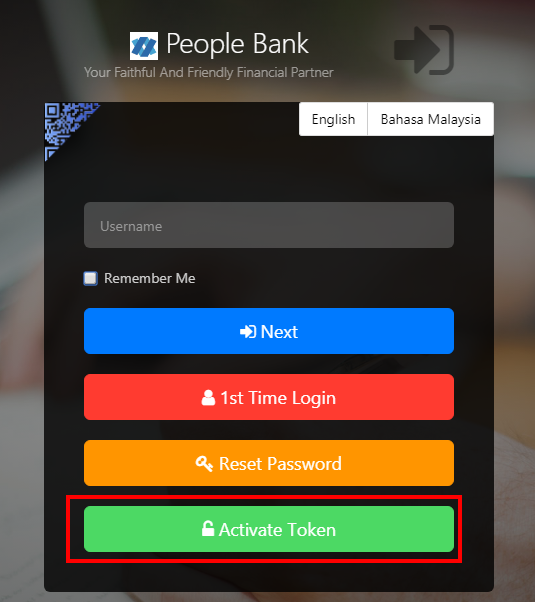 People Bank
Your Faithful And Friendly Financial Partner
English
Bahasa Malaysia
Username
Remember Me
Next
1st Time Login
Reset Password
Activate Token